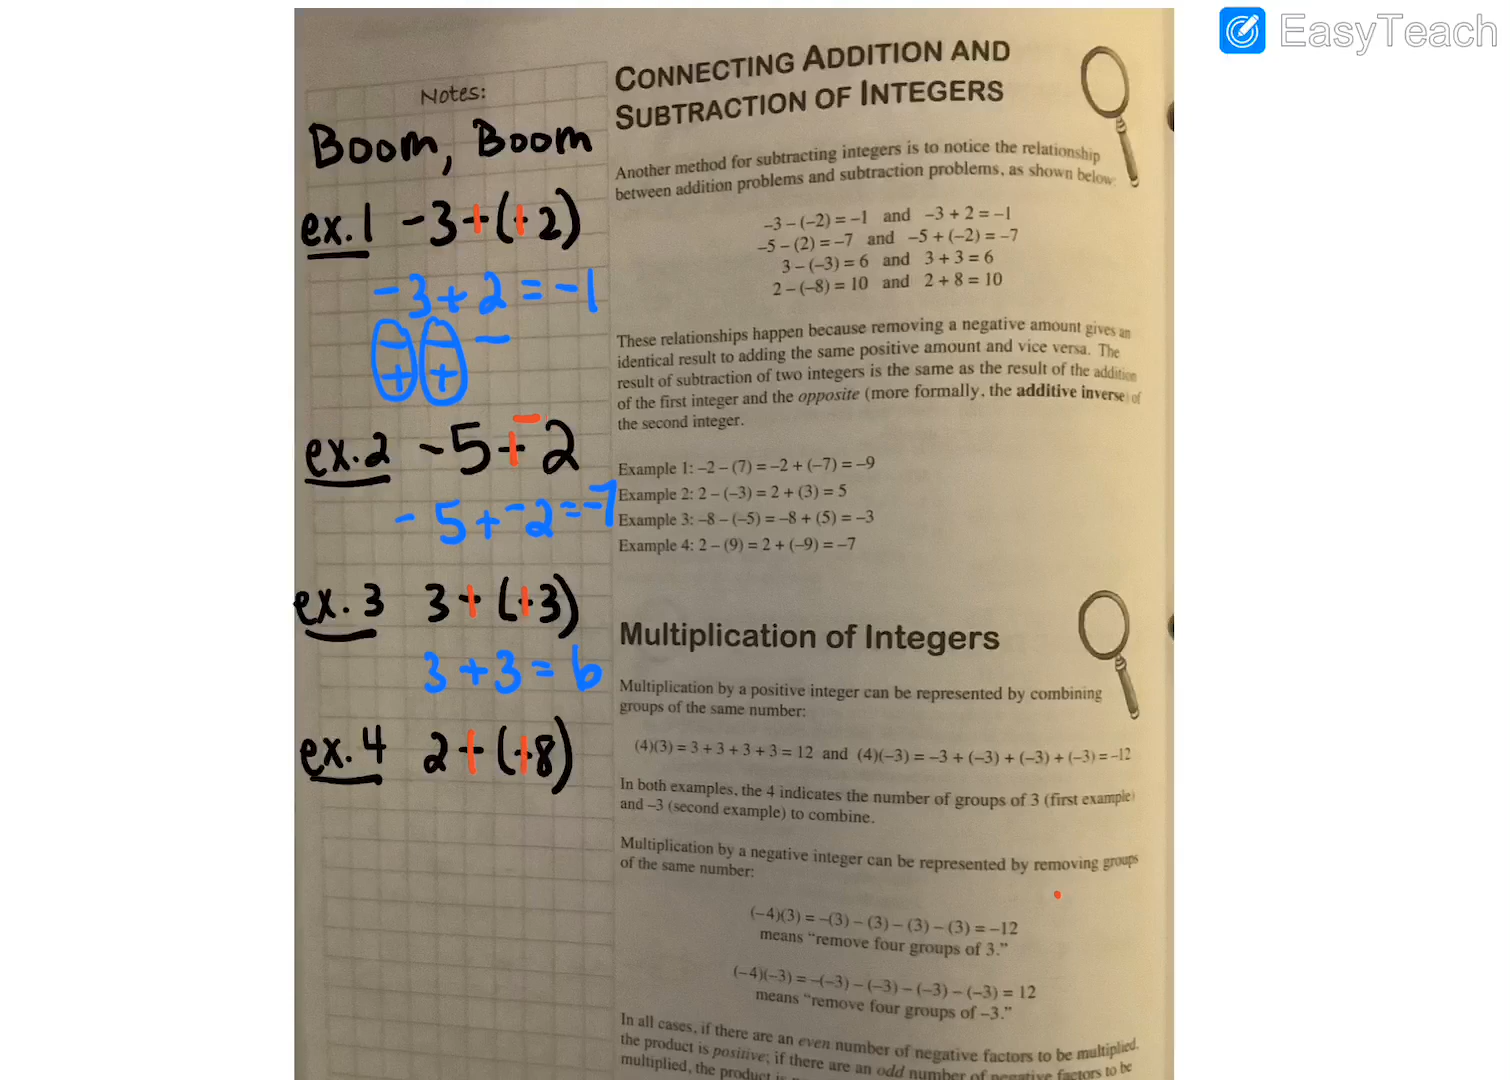 EasyTeach
Notes:
Boom, Boom
ex.1 -3+(+2)
-3+2=-1
- - -
+ +
ex.2 -5+-2
-5+-2=-7
ex.3 3+(+3)
3+3=6
ex.4 2+(+8)
CONNECTING ADDITION AND
SUBTRACTION OF INTEGERS
Another method for subtracting integers is to notice the relationship
between addition problems and subtraction problems, as shown below:
–3 – (–2) = –1 and –3 + 2 = –1
–5 – (2) = –7 and –5 + (–2) = –7
3 – (–3) = 6 and 3 + 3 = 6
2 – (–8) = 10 and 2 + 8 = 10
These relationships happen because removing a negative amount gives an
identical result to adding the same positive amount and vice versa. The
result of subtraction of two integers is the same as the result of the addition
of the first integer and the opposite (more formally, the additive inverse) of
the second integer.
Example 1: –2 – (7) = –2 + (–7) = –9
Example 2: 2 – (–3) = 2 + (3) = 5
Example 3: –8 – (–5) = –8 + (5) = –3
Example 4: 2 – (9) = 2 + (–9) = –7
Multiplication of Integers
Multiplication by a positive integer can be represented by combining
groups of the same number:
(4)(3) = 3 + 3 + 3 + 3 = 12 and (4)(–3) = –3 + (–3) + (–3) + (–3) = –12
In both examples, the 4 indicates the number of groups of 3 (first example)
and –3 (second example) to combine.
Multiplication by a negative integer can be represented by removing groups
of the same number:
(–4)(3) = –(3) – (3) – (3) – (3) = –12
means “remove four groups of 3.”
(–4)(–3) = –(–3) – (–3) – (–3) – (–3) = 12
means “remove four groups of –3.”
In all cases, if there are an even number of negative factors to be multiplied,
the product is positive; if there are an odd number of negative factors to be
multiplied, the product is